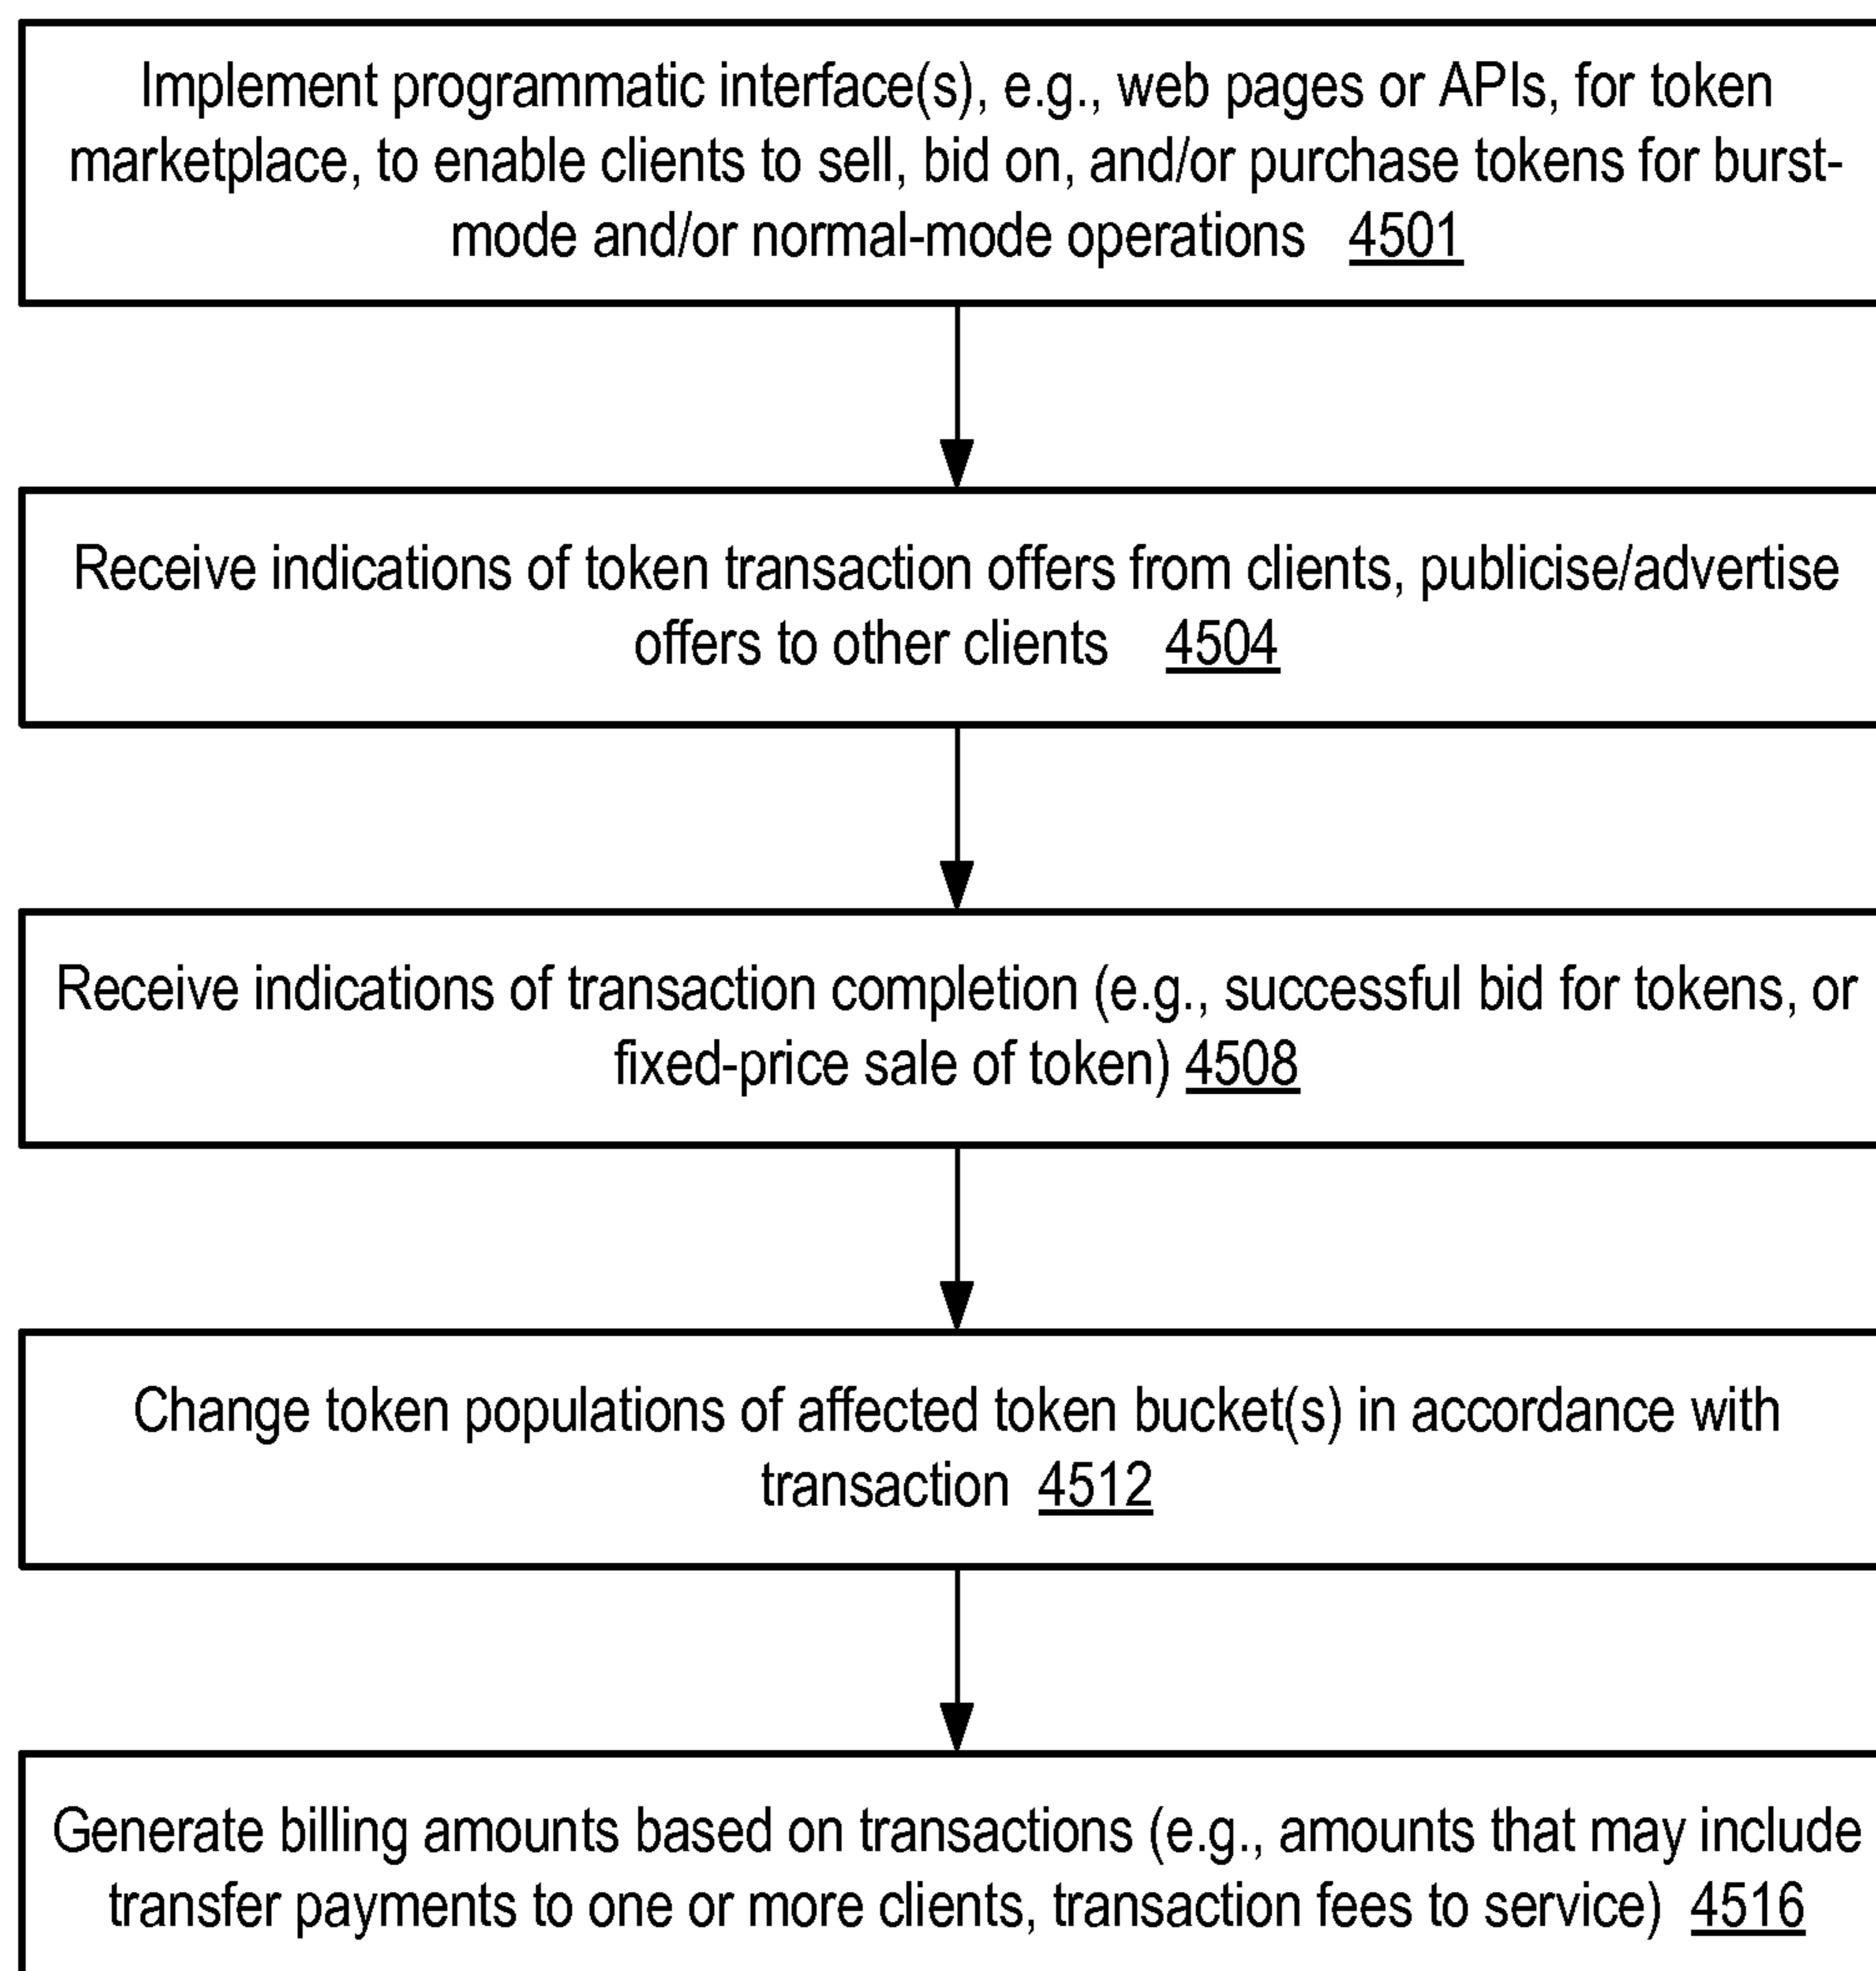 Implement programmatic interface(s), e.g., web pages or APIs, for token
marketplace, to enable clients to sell, bid on, and/or purchase tokens for burst-
mode and/or normal-mode operations 4501
Receive indications of token transaction offers from clients, publicise/advertise
offers to other clients 4504
Receive indications of transaction completion (e.g., successful bid for tokens, or
fixed-price sale of token) 4508
Change token populations of affected token bucket(s) in accordance with
transaction 4512
Generate billing amounts based on transactions (e.g., amounts that may include
transfer payments to one or more clients, transaction fees to service) 4516